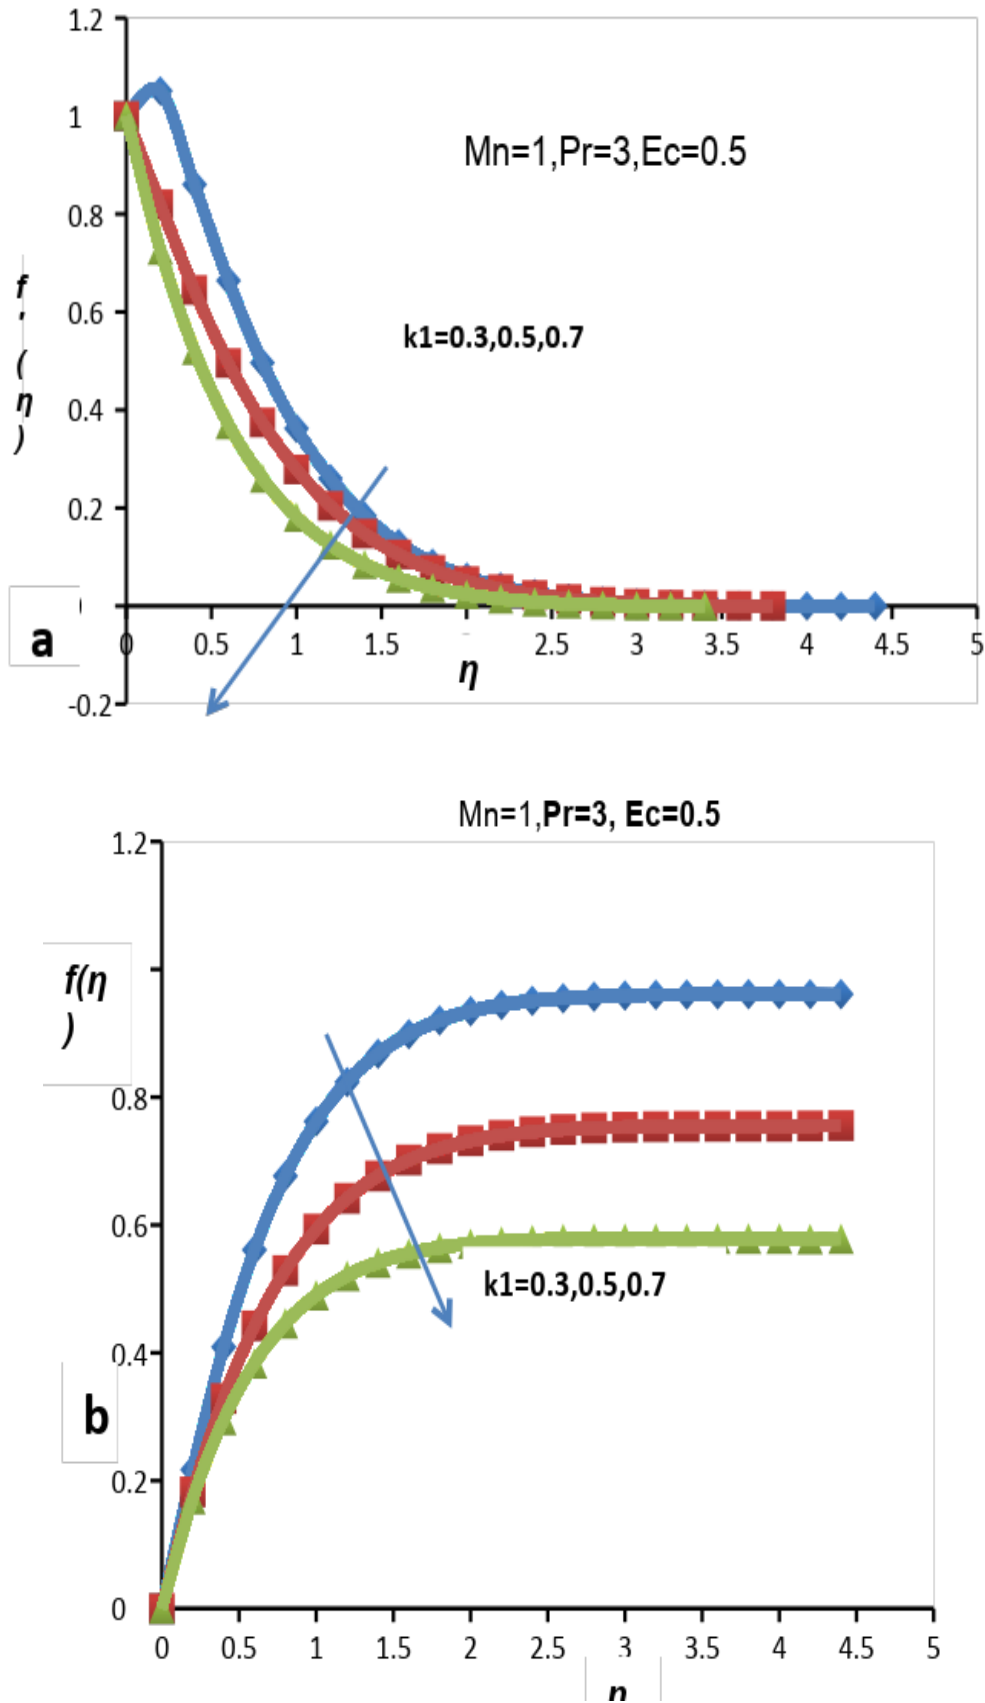 1.2
1
Mn=1,Pr=3,Ec=0.5
0.8
f
'
(
η
)
0.6
k1=0.3,0.5,0.7
0.4
0.2
a
0 0.5 1 1.5 2.5 3 3.5 4 4.5 5
η
-0.2
Mn=1,Pr=3, Ec=0.5
1.2
f(η
)
0.8
0.6
k1=0.3,0.5,0.7
0.4
b
0.2
0
0 0.5 1 1.5 2 2.5 3 3.5 4 4.5 5